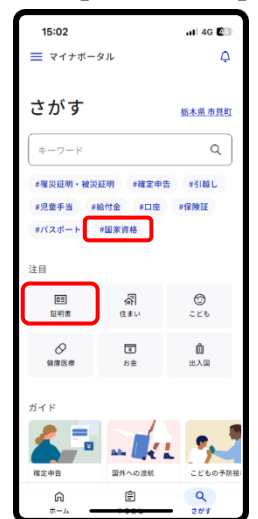 15:02 4G
マイナポータル
さがす 栃木県 市貝町
キーワード
#罹災証明・被災証明 #確定申告 #引越し
#児童手当 #給付金 #口座 #保険証
#パスポート #国家資格
注目
証明書 住まい こども
健康医療 お金 出入国
ガイド
確定申告 国外への渡航 こどもの予防接
ホーム さがす